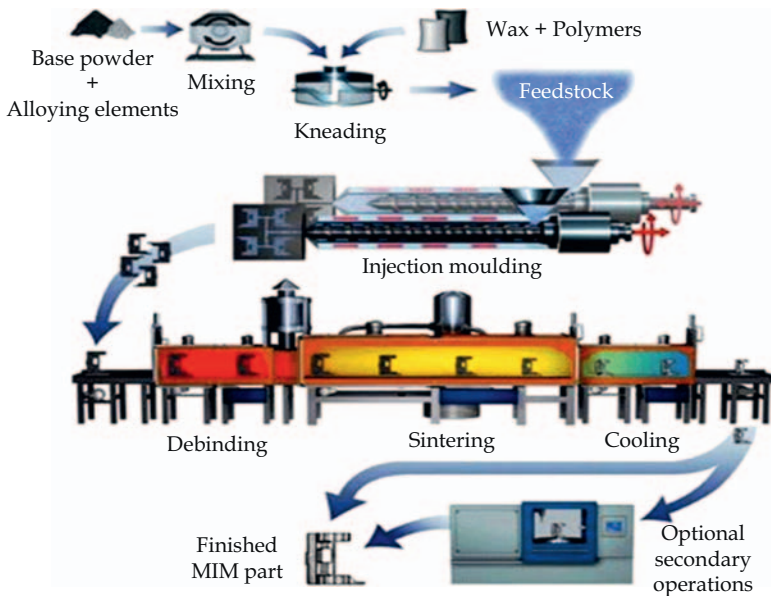 Base powder
+
Alloying elements
Mixing
Wax + Polymers
Kneading
Feedstock
Injection moulding
Debinding
Sintering
Cooling
Finished
MIM part
Optional
secondary
operations